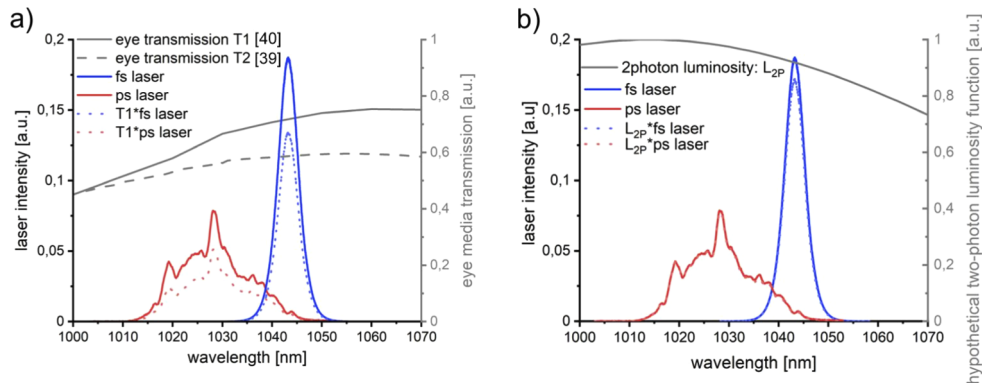 a)
eye transmission T1 [40]
eye transmission T2 [39]
fs laser
ps laser
T1*fs laser
T1*ps laser
0,2
0,15
0,1
0,05
0
laser intensity [a.u.]
1
0,8
0,6
0,4
0,2
0
eye media transmission [a.u.]
1000 1010 1020 1030 1040 1050 1060 1070
wavelength [nm]
b)
2photon luminosity: L2P
fs laser
ps laser
L2P*fs laser
L2P*ps laser
0,2
0,15
0,1
0,05
0,00
laser intensity [a.u]
1
0,8
0,6
0,4
0,2
0
hypothetical two-photon luminosity function [a.u.]
1000 1010 1020 1030 1040 1050 1060 1070
wavelength [nm]